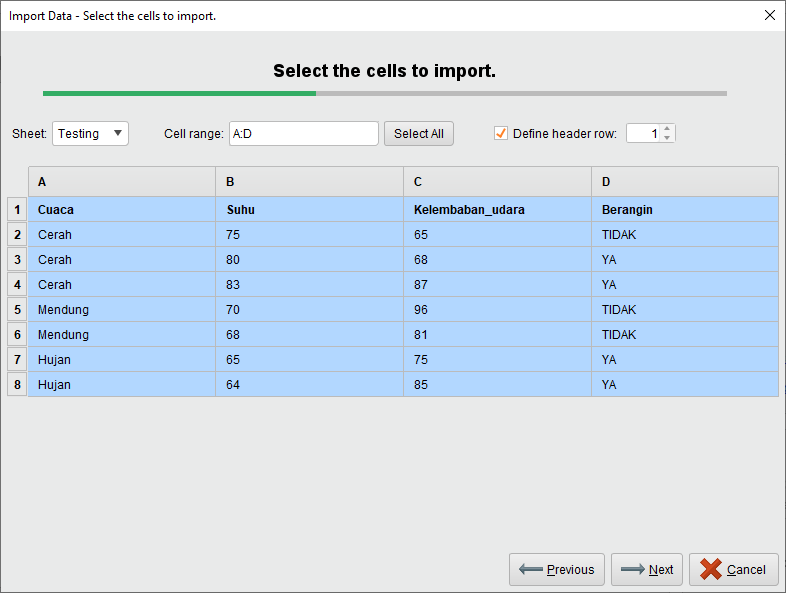 Import Data - Select the cells to import.
Select the cells to import.
Sheet: Testing Cell range: A:D Select All Define header row: 1
A B C D
1 Cuaca Suhu Kelembaban_udara Berangin
2 Cerah 75 65 TIDAK
3 Cerah 80 68 YA
4 Cerah 83 87 YA
5 Mendung 70 96 TIDAK
6 Mendung 68 81 TIDAK
7 Hujan 65 75 YA
8 Hujan 64 85 YA
Previous Next Cancel